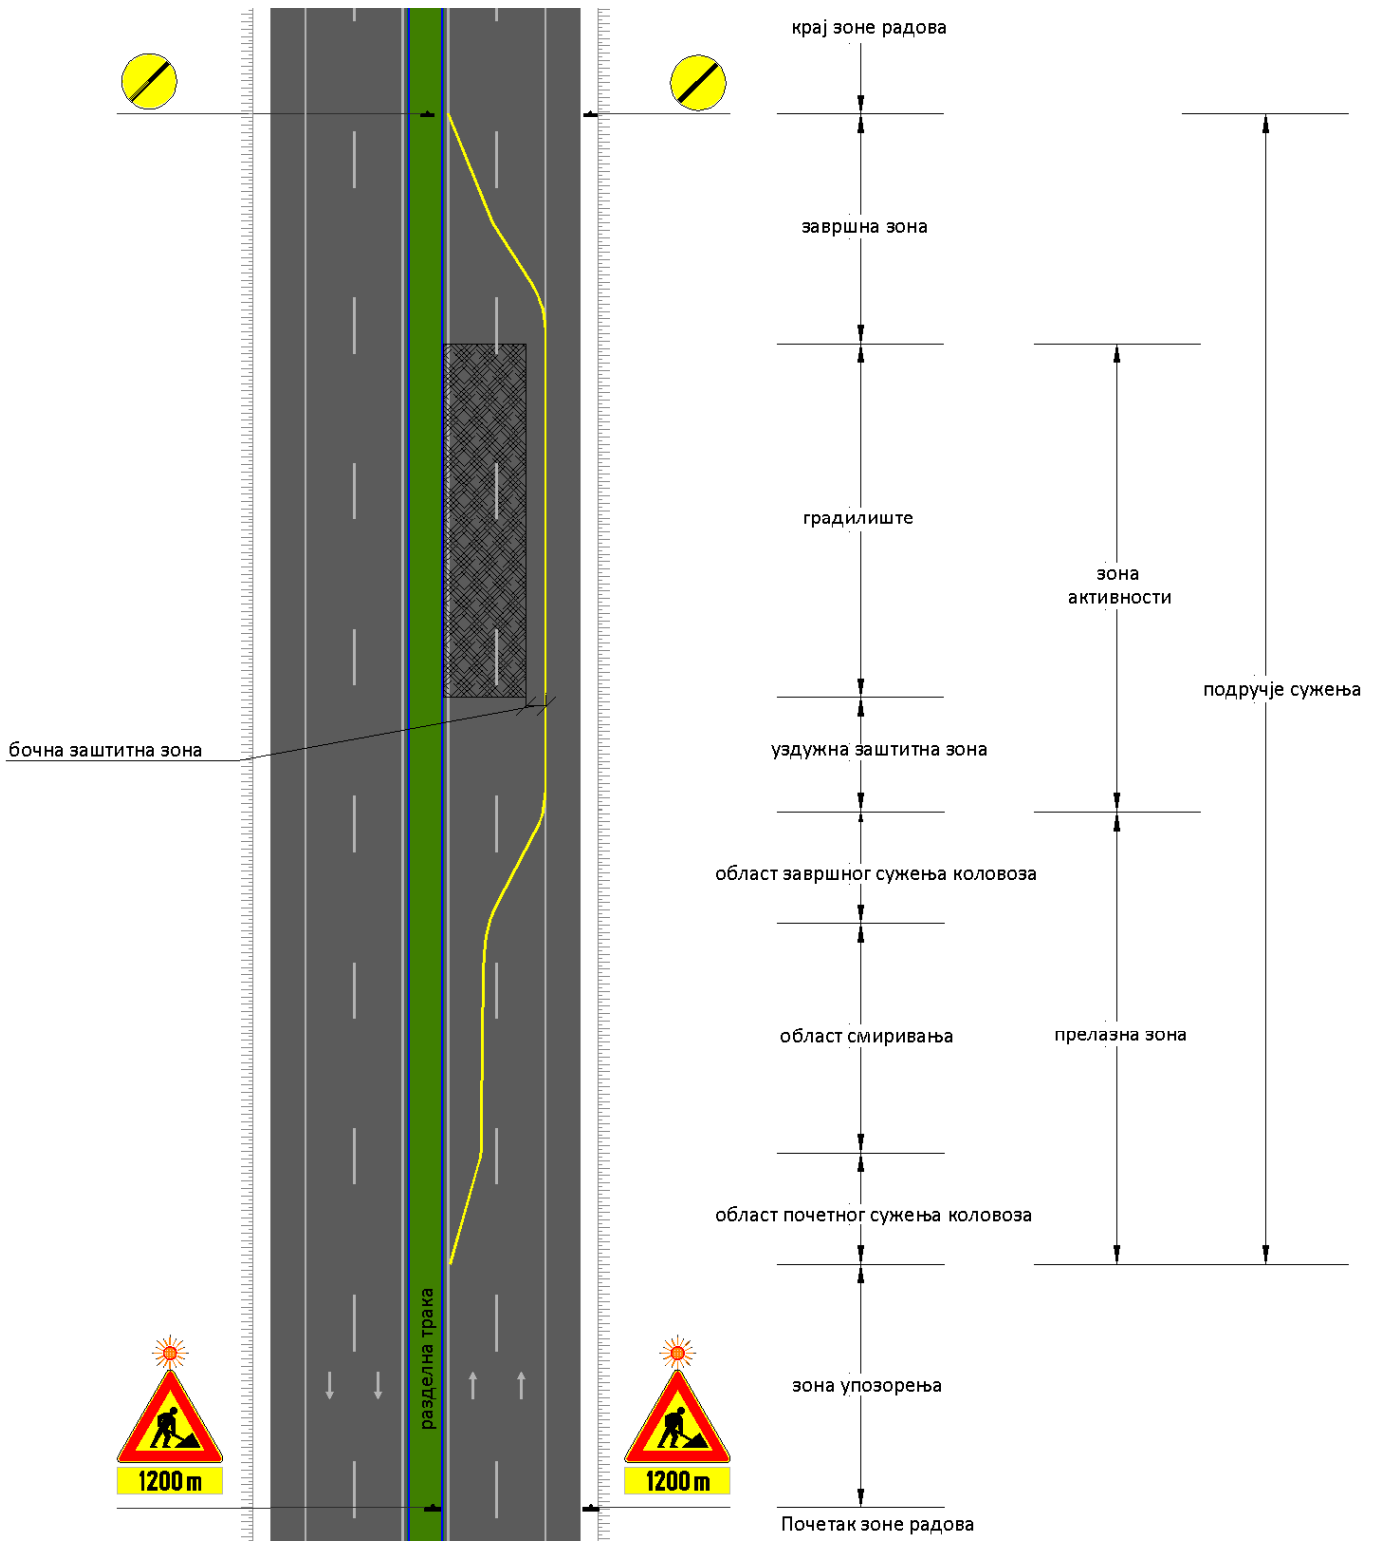 крај зоне радова
завршна зона
градилиште
зона
активности
подручје сужења
бочна заштитна зона
уздужна заштитна зона
област завршног сужења коловоза
област смиривања
прелазна зона
област почетног сужења коловоза
разделна трака
зона упозорења
1200 m
1200 m
Почетак зоне радова